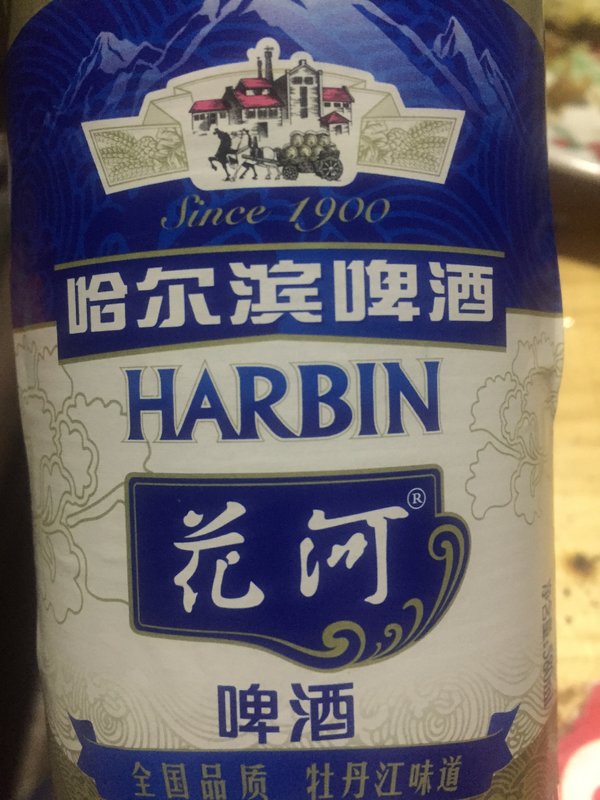 Since 1900
哈尔滨啤酒
HARBIN
花河®
啤酒
全国品质 牡丹江味道